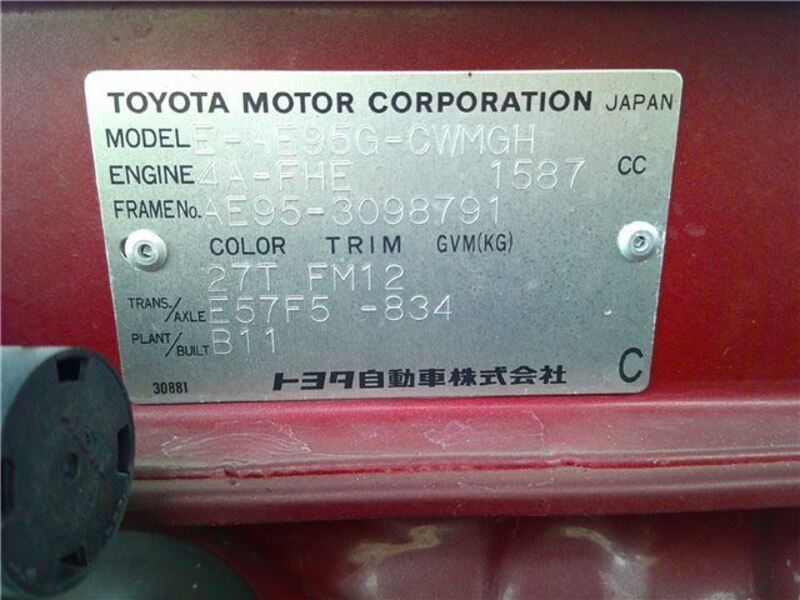 TOYOTA MOTOR CORPORATION JAPAN
MODEL E-AE95G-CWMGH
ENGINE 4A-FHE 1587 CC
FRAME No. AE95-3098791
COLOR TRIM GVM(KG)
27T FM12
TRANS./AXLE E57F5 -834
PLANT/BUILT B11
30881 トヨタ自動車株式会社 C